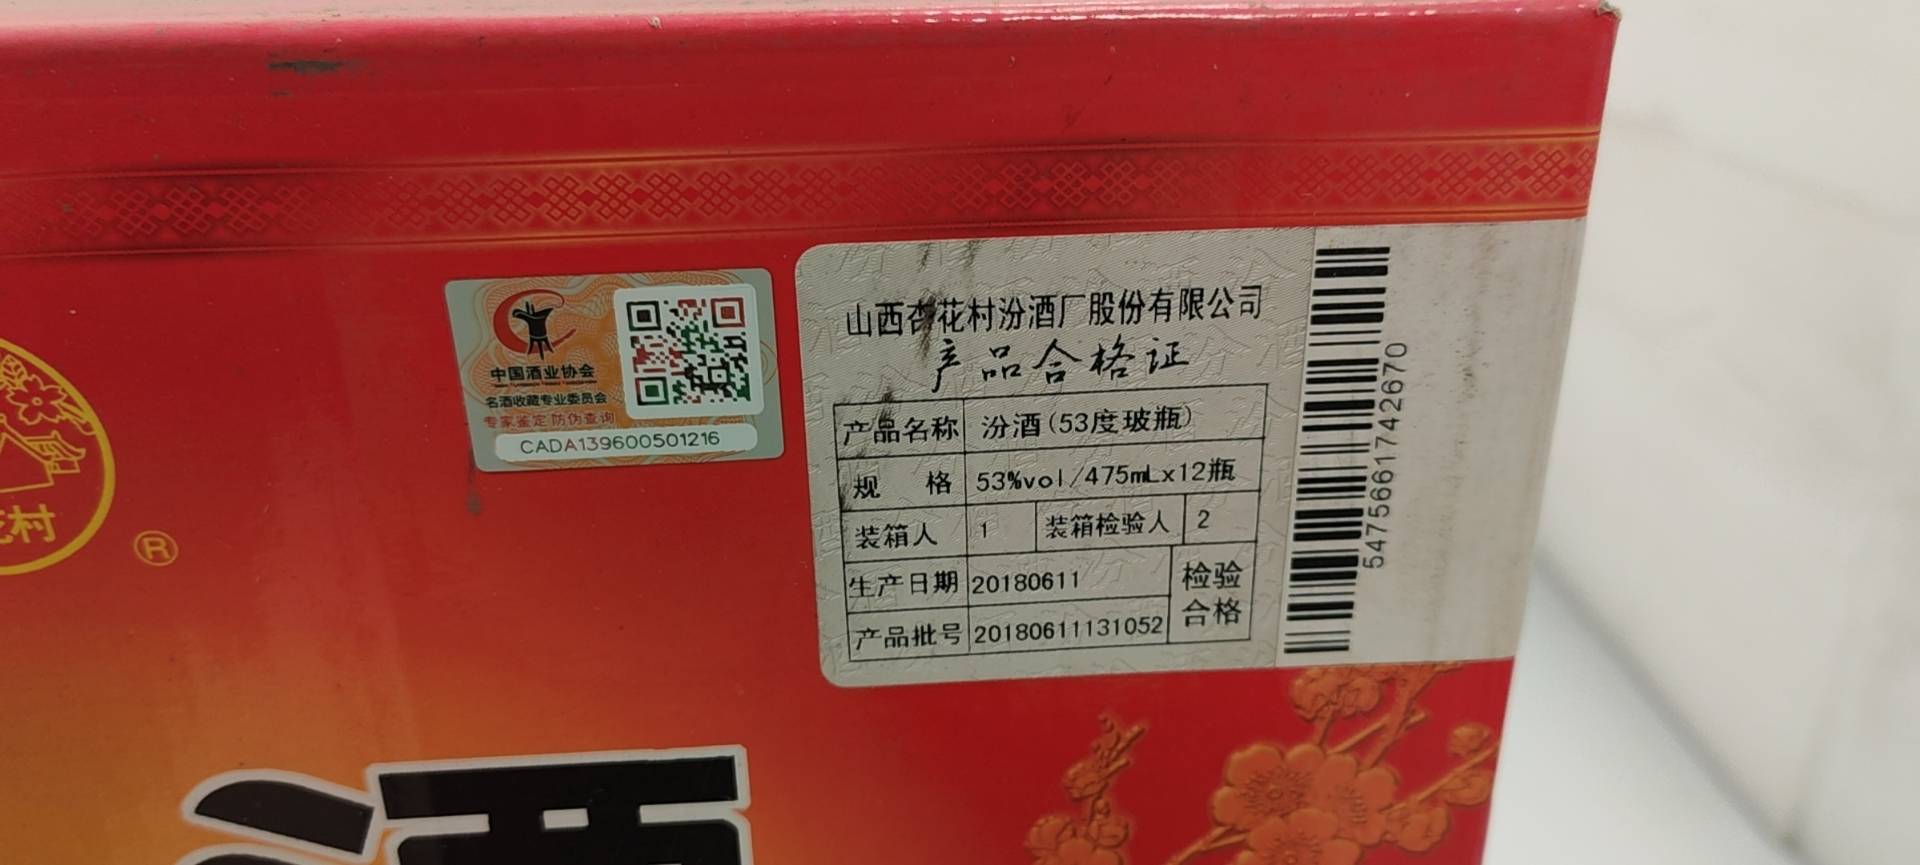 中国酒业协会
名酒收藏专业委员会
专家鉴定 防伪查询
CADA139600501216
山西杏花村汾酒厂股份有限公司
产品合格证
产品名称 汾酒(53度玻瓶)
规 格 53%vol/475mLx12瓶
装箱人 1 装箱检验人 2
生产日期 20180611 检验
产品批号 20180611131052 合格
5475661742670
村
®
酒